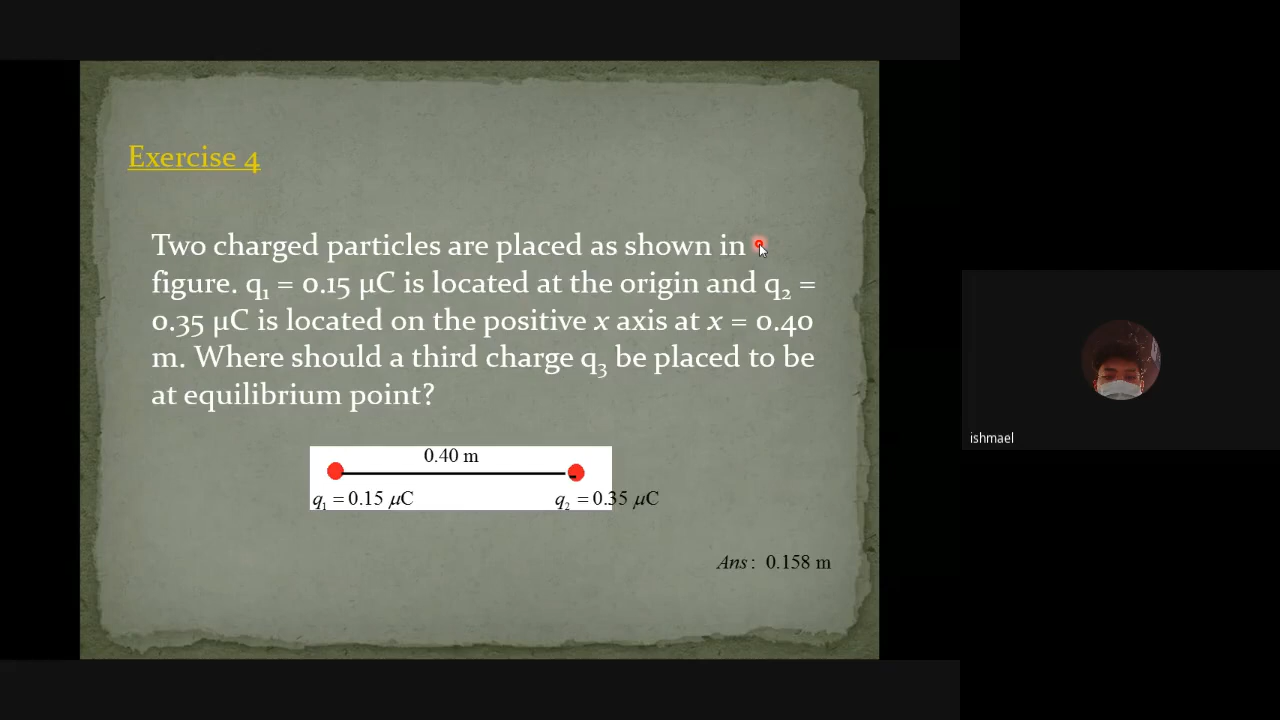 Exercise 4
Two charged particles are placed as shown in
figure. q₁ = 0.15 μC is located at the origin and q₂ =
0.35 μC is located on the positive x axis at x = 0.40
m. Where should a third charge q₃ be placed to be
at equilibrium point?
0.40 m
q₁ = 0.15 μC
q₂ = 0.35 μC
Ans : 0.158 m
ishmael